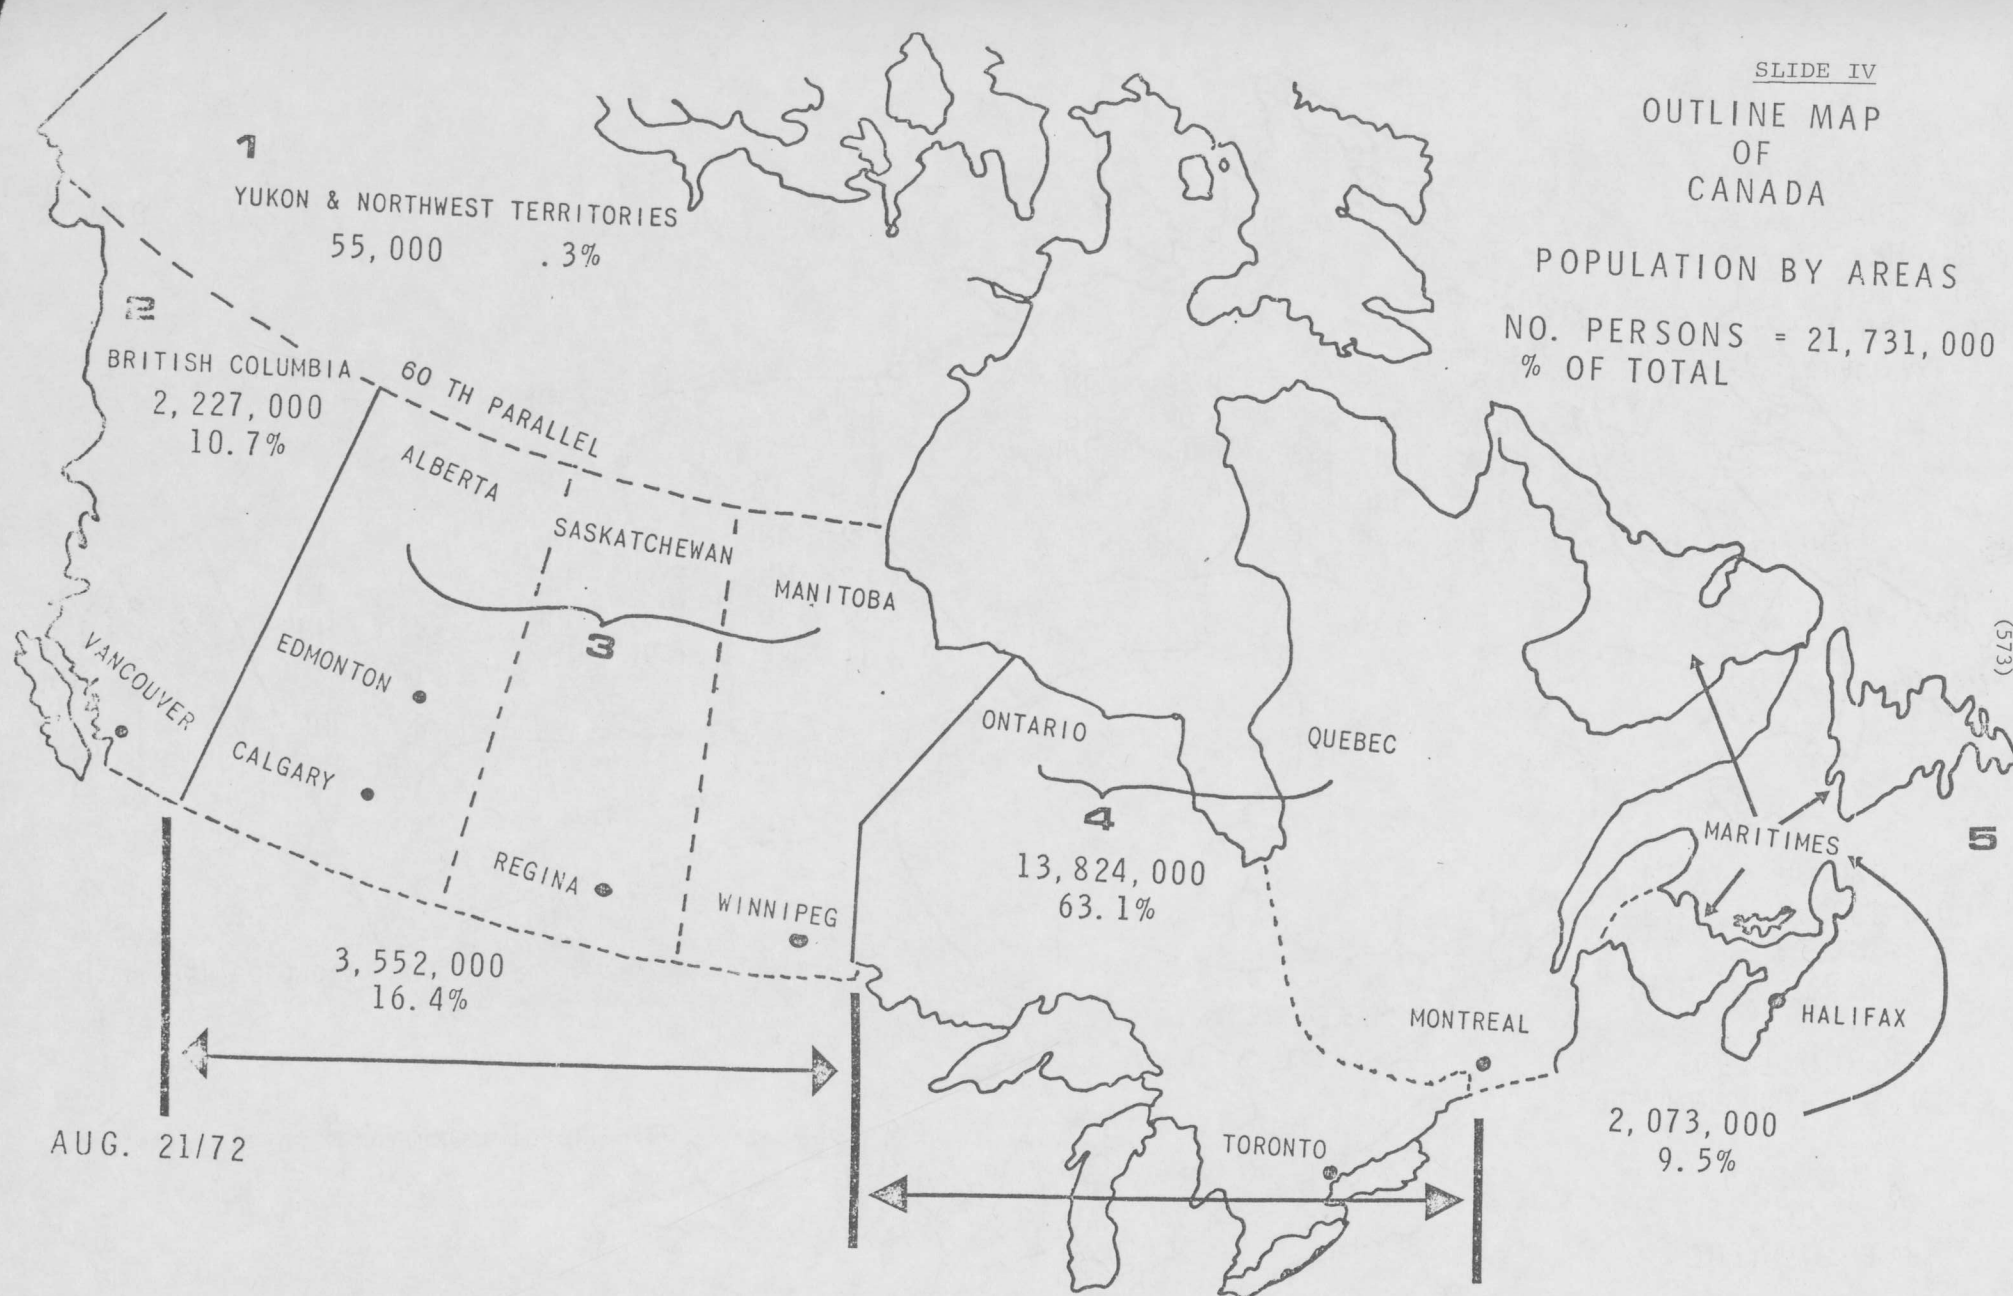 SLIDE IV
OUTLINE MAP
OF
CANADA
POPULATION BY AREAS
NO. PERSONS = 21,731,000
% OF TOTAL
1
YUKON & NORTHWEST TERRITORIES
55,000 .3%
2
BRITISH COLUMBIA
2,227,000
10.7%
60 TH PARALLEL
ALBERTA
SASKATCHEWAN
MANITOBA
3
VANCOUVER
EDMONTON
CALGARY
REGINA
WINNIPEG
3,552,000
16.4%
ONTARIO
QUEBEC
4
13,824,000
63.1%
MARITIMES
5
(573)
MONTREAL
HALIFAX
TORONTO
2,073,000
9.5%
AUG. 21/72